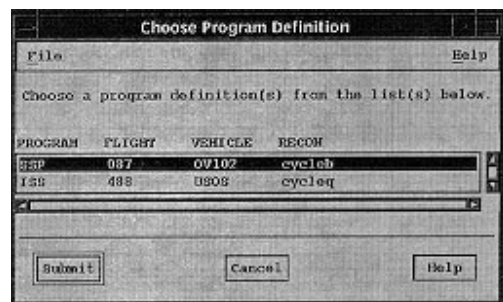 Choose Program Definition
File Help
Choose a program definition(s) from the list(s) below.
PROGRAM FLIGHT VEHICLE RECON
SSP 087 OV102 cycleb
ISS 488 USOS cycleq
Submit Cancel Help